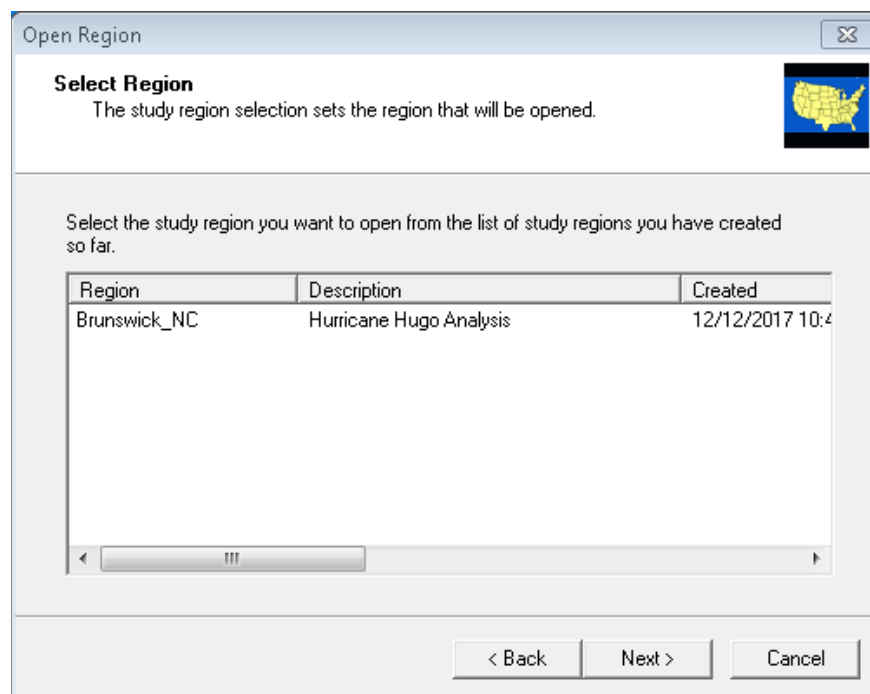 Open Region
Select Region
The study region selection sets the region that will be opened.
Select the study region you want to open from the list of study regions you have created
so far.
Region Description Created
Brunswick_NC Hurricane Hugo Analysis 12/12/2017 10:4
< Back Next > Cancel